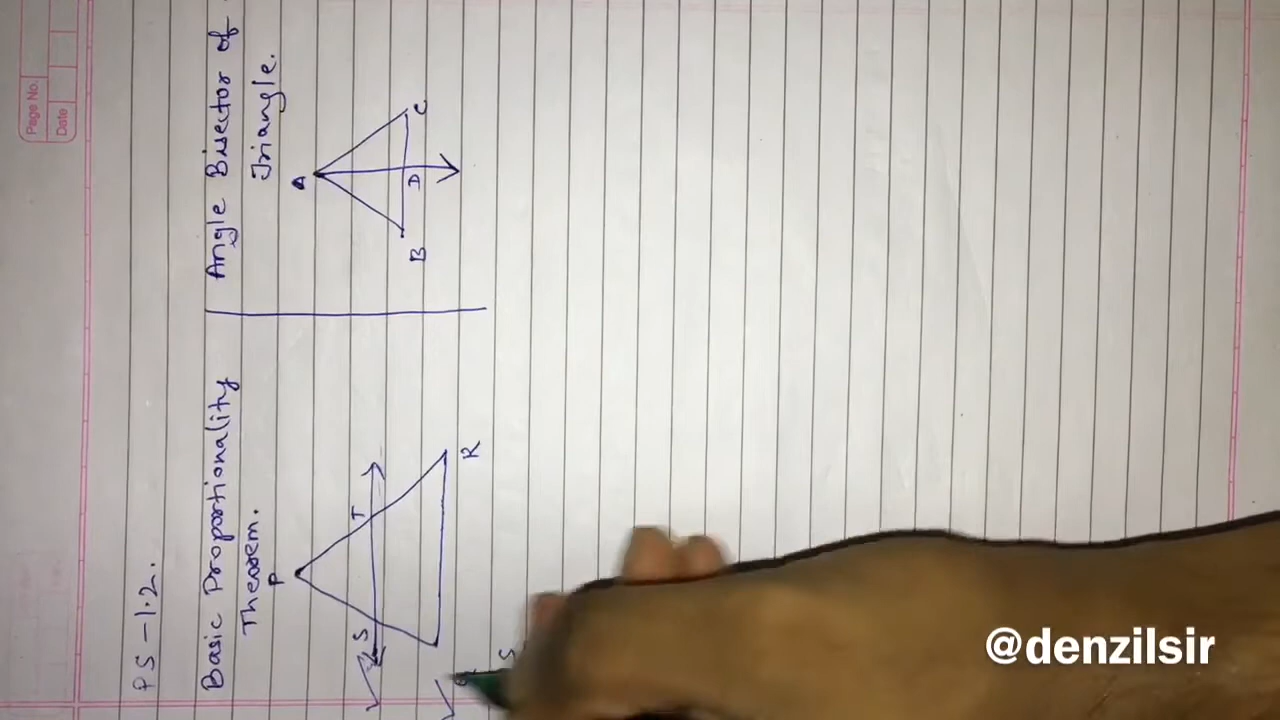 Page No.
Date
PS-1.2.
Basic Proportionality
Theorem.
P
S
T
R
S
Angle Bisector of
Triangle.
A
B
D
C
@denzilsir